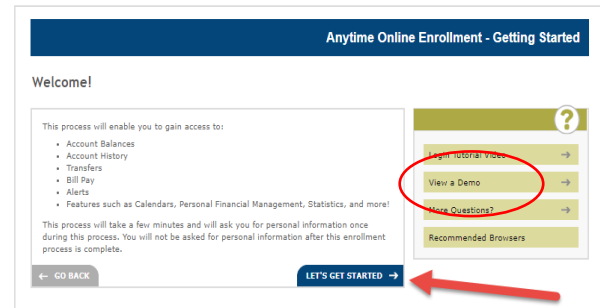 Anytime Online Enrollment - Getting Started
Welcome!
This process will enable you to gain access to:
• Account Balances
• Account History
• Transfers
• Bill Pay
• Alerts
• Features such as Calendars, Personal Financial Management, Statistics, and more!
This process will take a few minutes and will ask you for personal information once
during this process. You will not be asked for personal information after this enrollment
process is complete.
← GO BACK
LET'S GET STARTED →
?
Login Tutorial Video →
View a Demo →
More Questions? →
Recommended Browsers